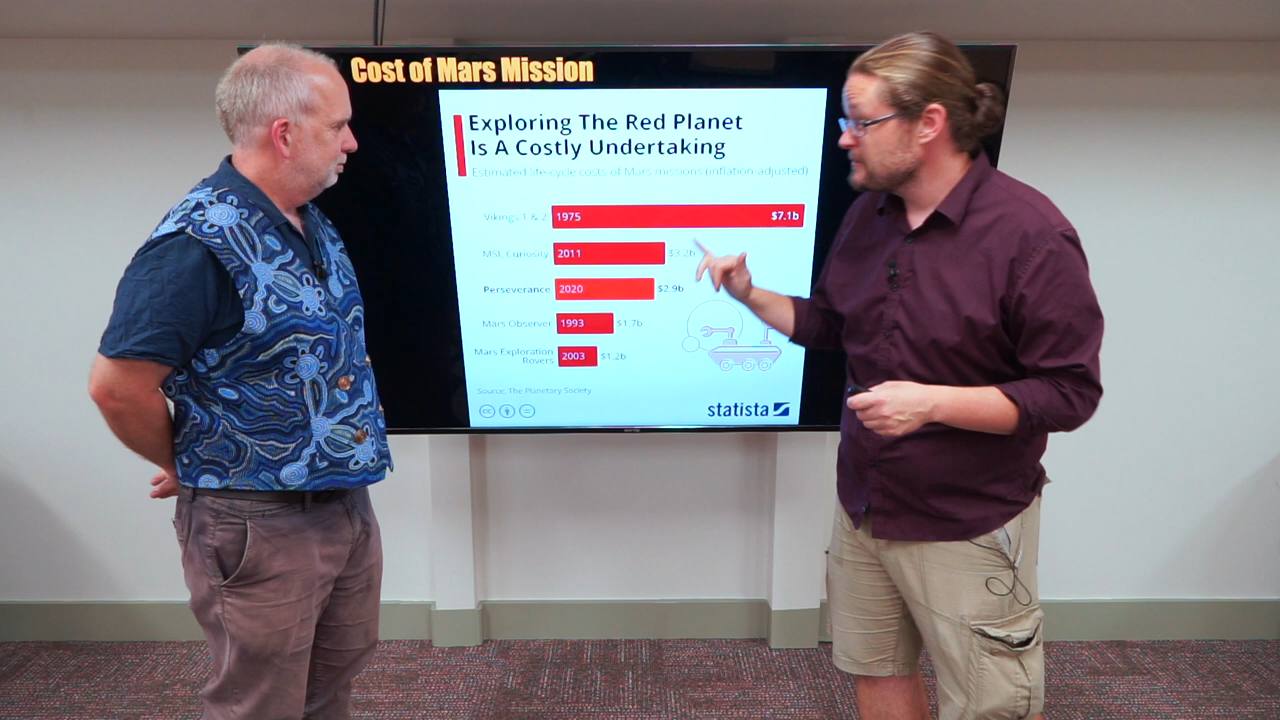 Cost of Mars Mission
Exploring The Red Planet
Is A Costly Undertaking
Estimated life-cycle costs of Mars missions (inflation-adjusted)
Vikings 1 & 2 1975 $7.1b
MSL Curiosity 2011 $3.2b
Perseverance 2020 $2.9b
Mars Observer 1993 $1.7b
Mars Exploration
Rovers 2003 $1.2b
Source: The Planetary Society
statista